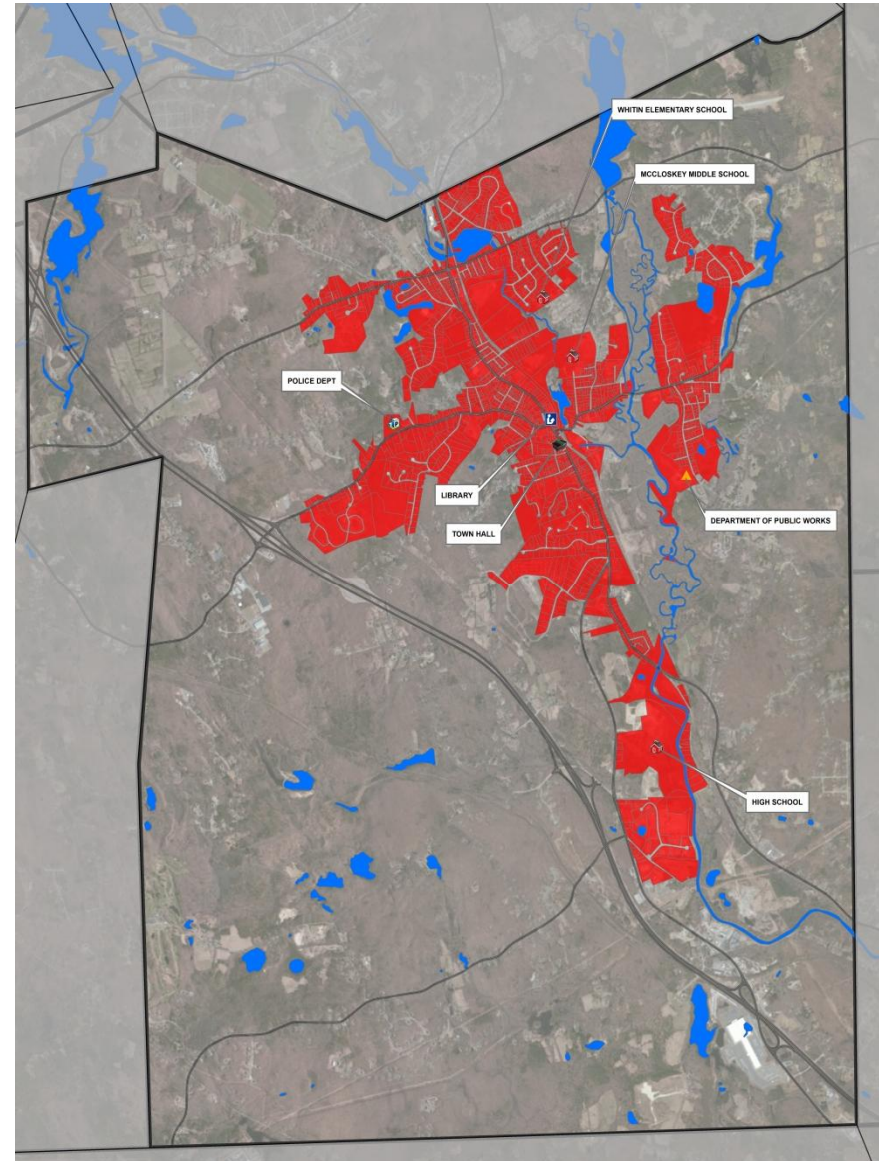 WHITIN ELEMENTARY SCHOOL
MCCLOSKEY MIDDLE SCHOOL
POLICE DEPT
LIBRARY
TOWN HALL
DEPARTMENT OF PUBLIC WORKS
HIGH SCHOOL